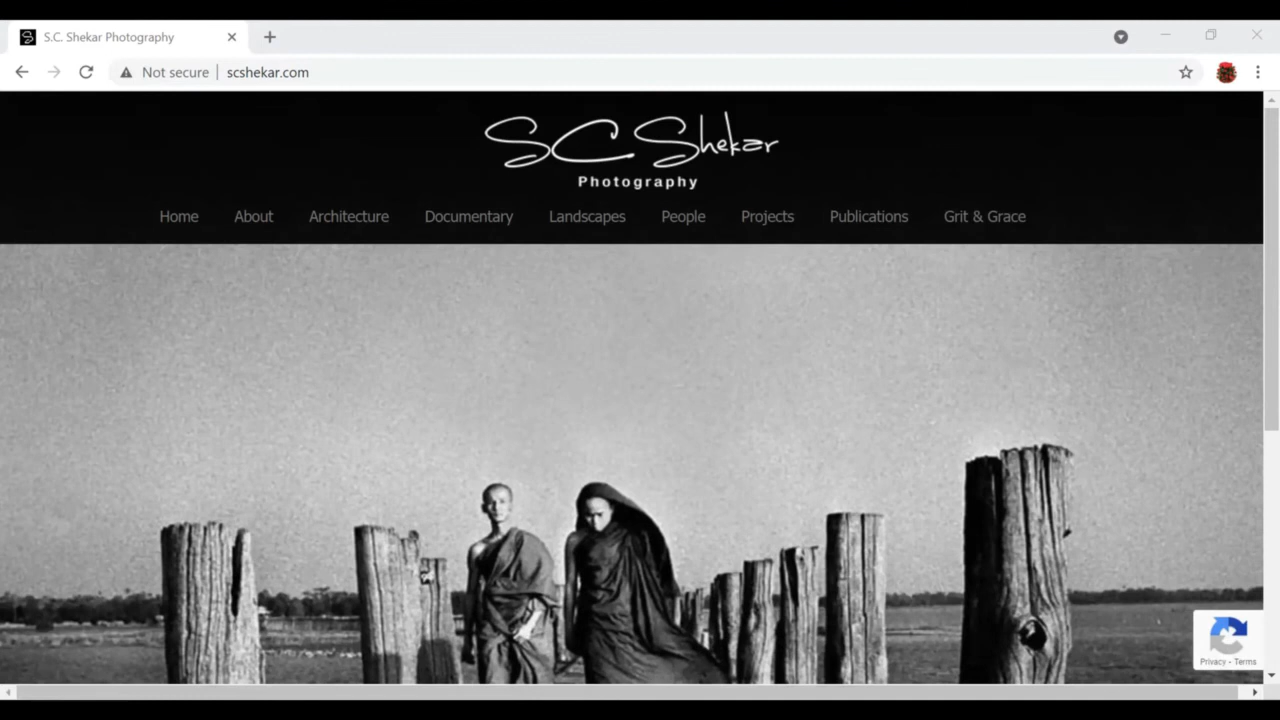 S.C. Shekar Photography
Not secure scshekar.com
SC Shekar
Photography
Home About Architecture Documentary Landscapes People Projects Publications Grit & Grace
Privacy - Terms